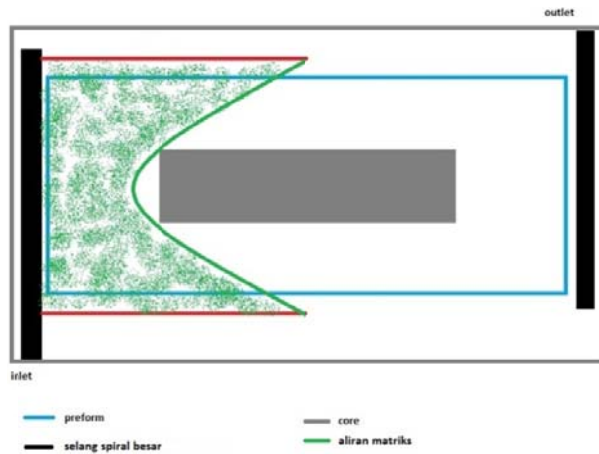 outlet
inlet
preform
core
selang spiral besar
aliran matriks